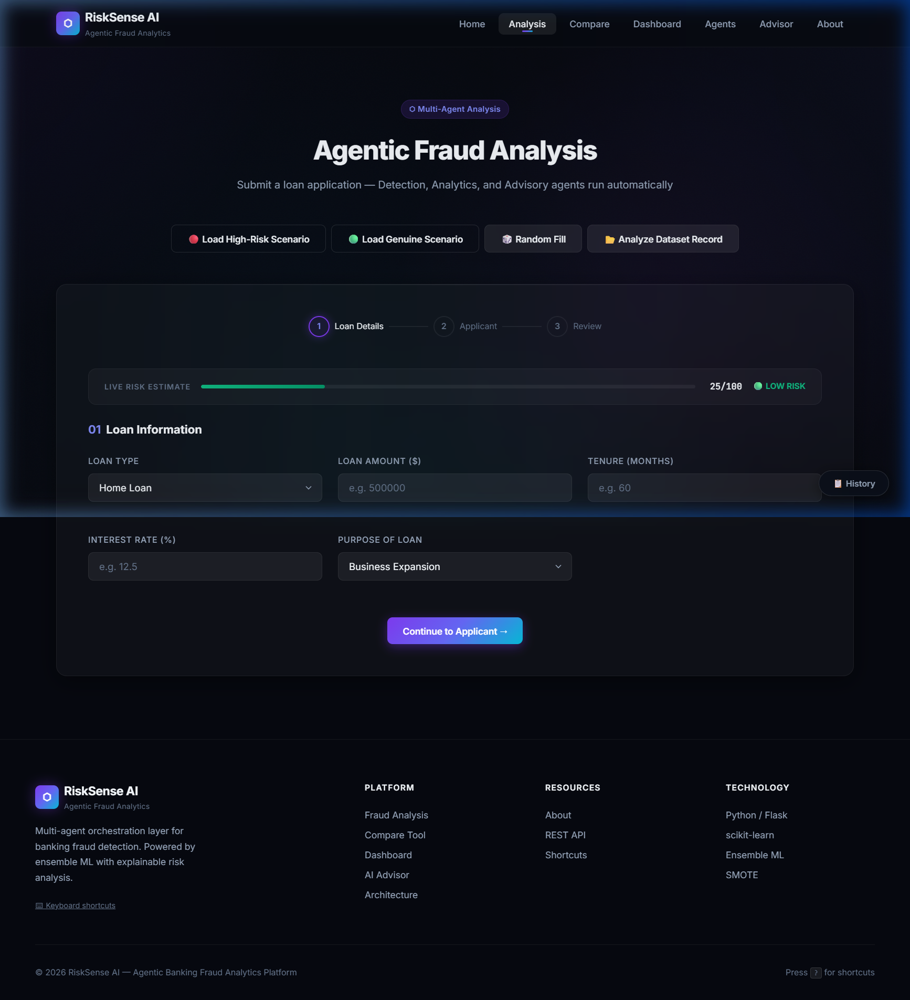 RiskSense AI
Agentic Fraud Analytics
Home
Analysis
Compare
Dashboard
Agents
Advisor
About
Multi-Agent Analysis
Agentic Fraud Analysis
Submit a loan application — Detection, Analytics, and Advisory agents run automatically
Load High-Risk Scenario
Load Genuine Scenario
Random Fill
Analyze Dataset Record
1 Loan Details
2 Applicant
3 Review
LIVE RISK ESTIMATE
25/100
LOW RISK
01 Loan Information
LOAN TYPE
Home Loan
LOAN AMOUNT ($)
e.g. 500000
TENURE (MONTHS)
e.g. 60
History
INTEREST RATE (%)
e.g. 12.5
PURPOSE OF LOAN
Business Expansion
Continue to Applicant →
RiskSense AI
Agentic Fraud Analytics
Multi-agent orchestration layer for
banking fraud detection. Powered by
ensemble ML with explainable risk
analysis.
Keyboard shortcuts
PLATFORM
Fraud Analysis
Compare Tool
Dashboard
AI Advisor
Architecture
RESOURCES
About
REST API
Shortcuts
TECHNOLOGY
Python / Flask
scikit-learn
Ensemble ML
SMOTE
© 2026 RiskSense AI — Agentic Banking Fraud Analytics Platform
Press ? for shortcuts